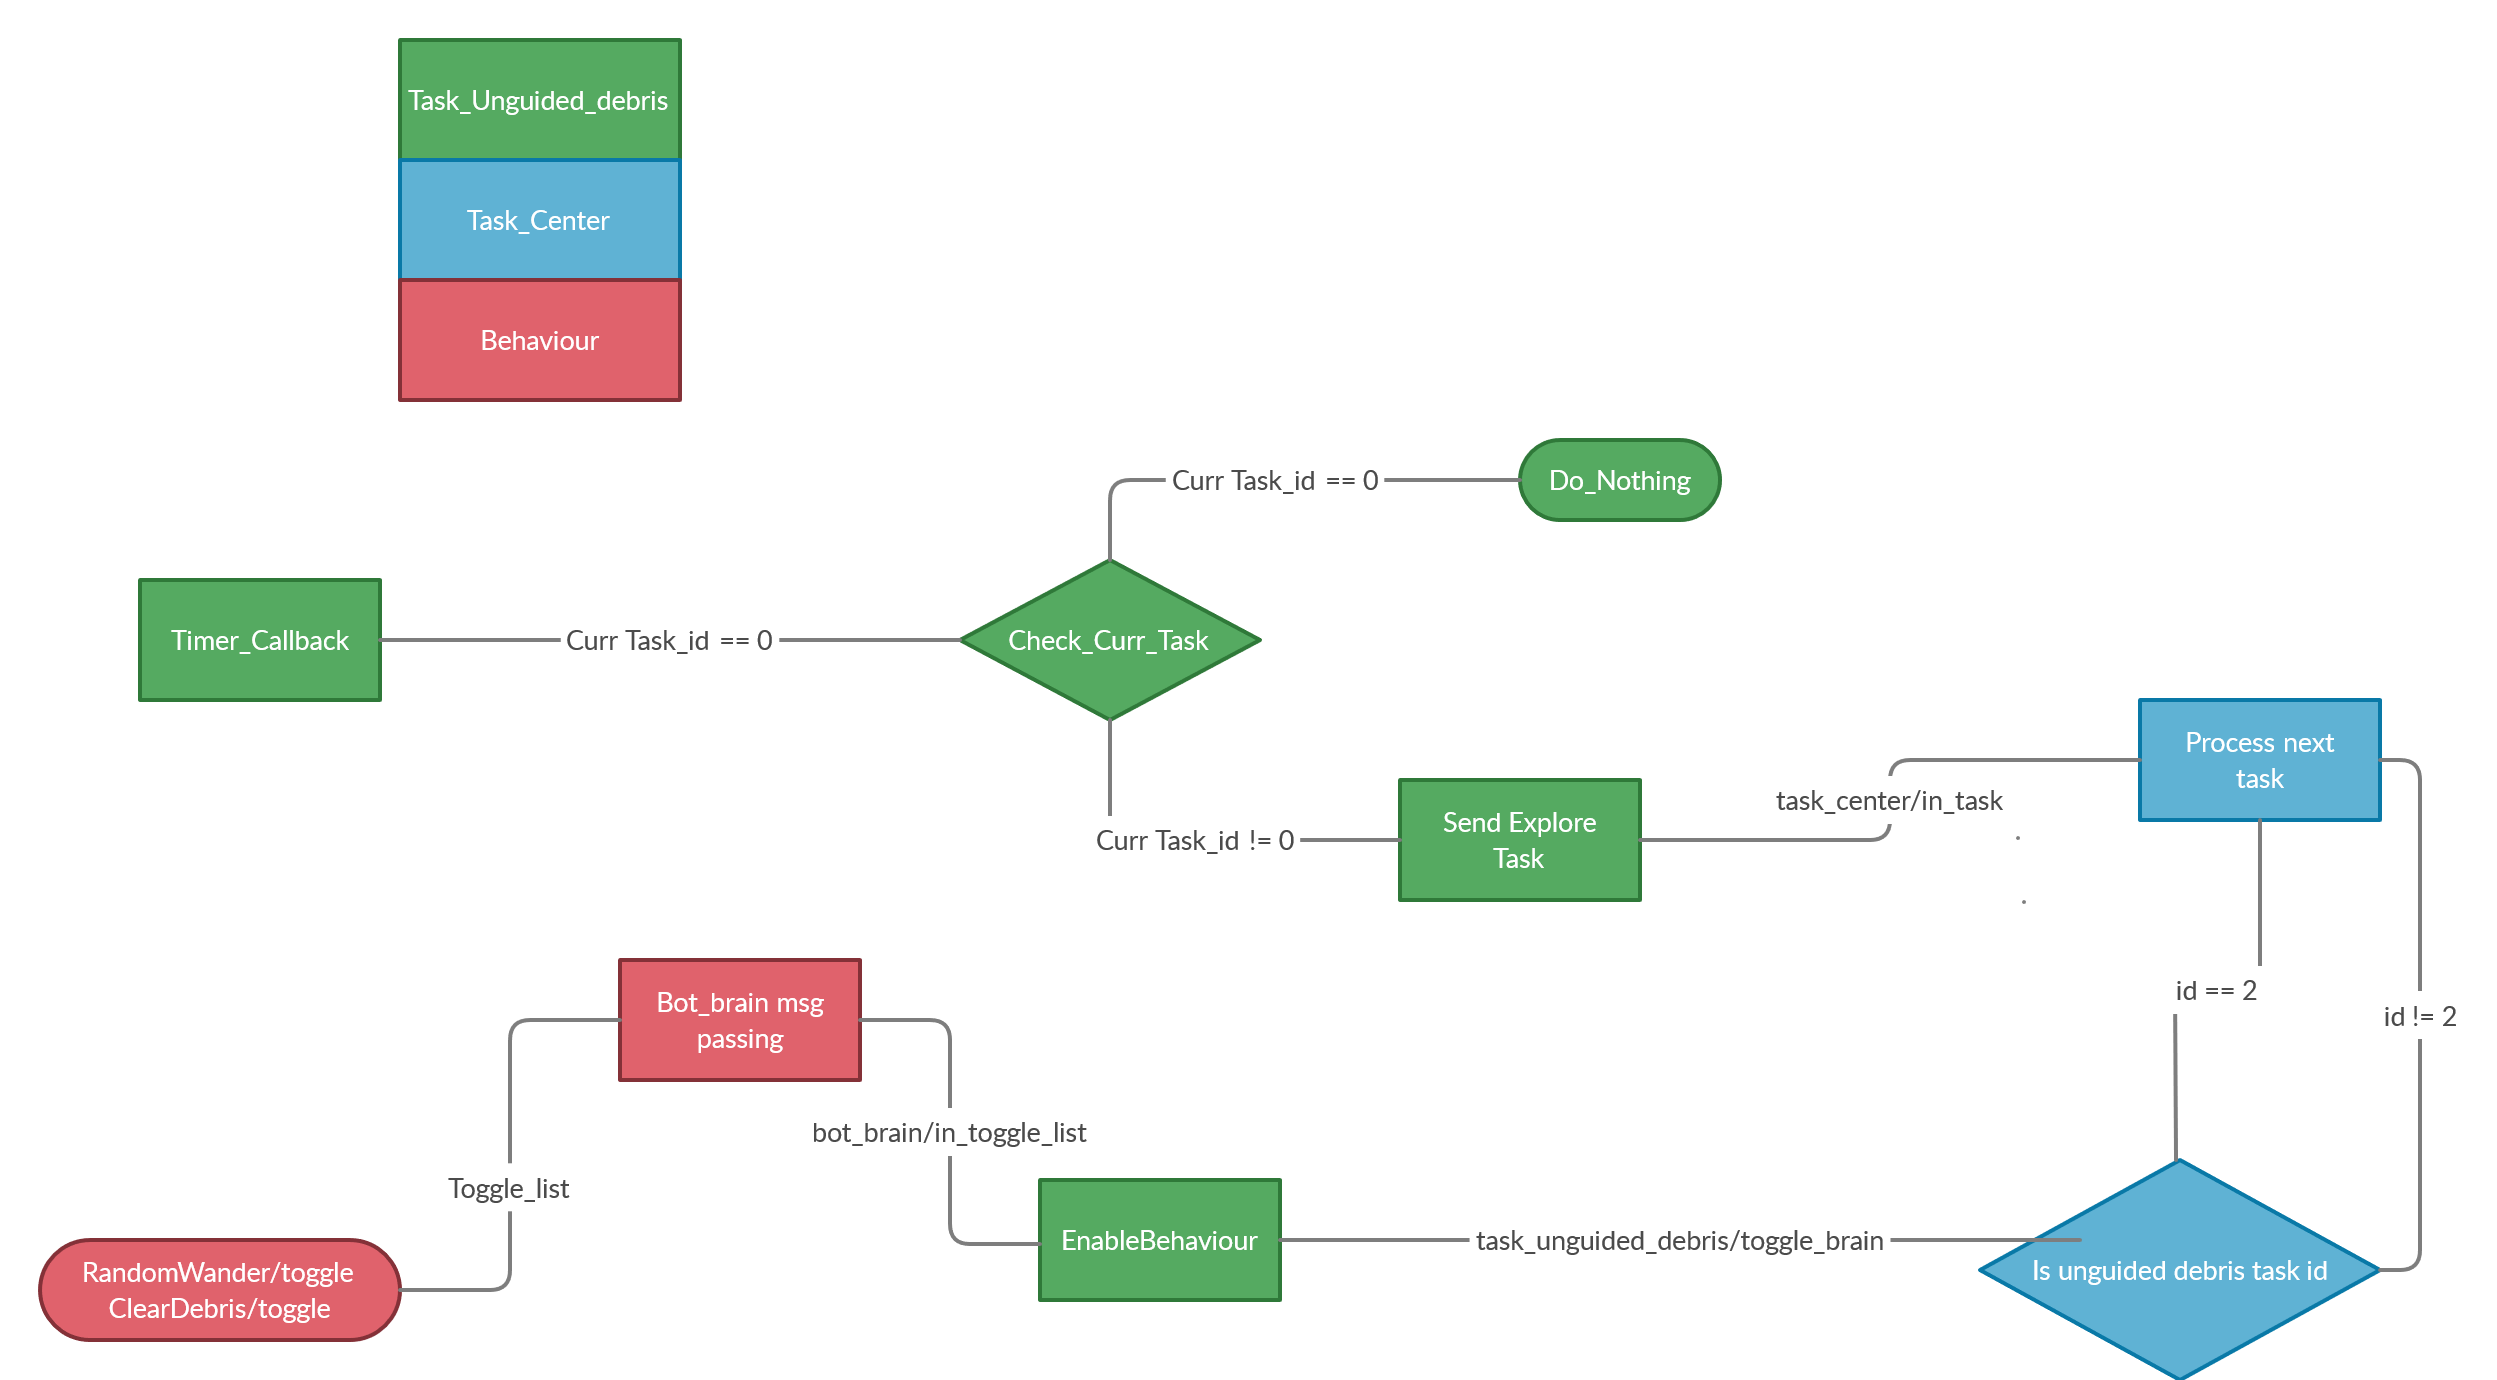 Task_Unguided_debris
Task_Center
Behaviour
Curr Task_id == 0
Do_Nothing
Timer_Callback
Curr Task_id == 0
Check_Curr_Task
Process next
task
task_center/in_task
Curr Task_id != 0
Send Explore
Task
id == 2
id != 2
Bot_brain msg
passing
bot_brain/in_toggle_list
Toggle_list
EnableBehaviour
task_unguided_debris/toggle_brain
Is unguided debris task id
RandomWander/toggle
ClearDebris/toggle